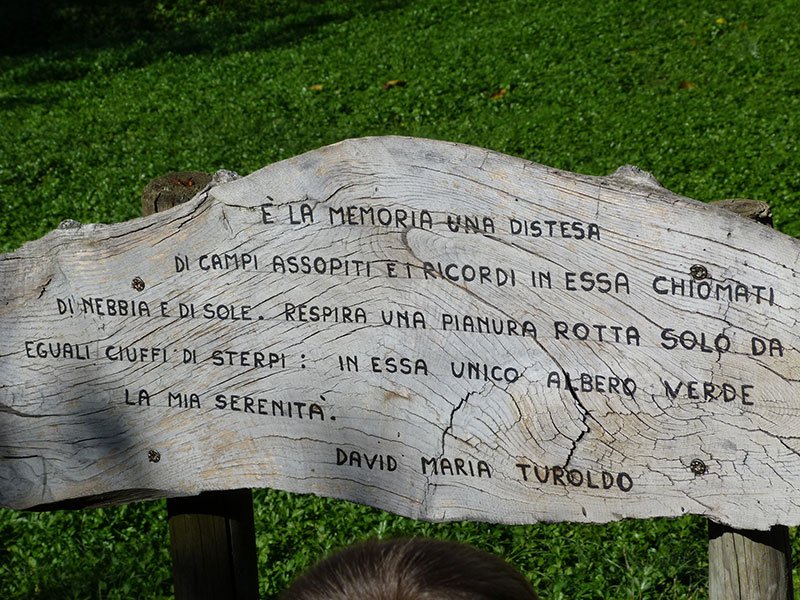 È LA MEMORIA UNA DISTESA
DI CAMPI ASSOPITI E I RICORDI IN ESSA CHIOMATI
DI NEBBIA E DI SOLE. RESPIRA UNA PIANURA ROTTA SOLO DA
EGUALI CIUFFI DI STERPI: IN ESSA UNICO ALBERO VERDE
LA MIA SERENITÀ.
DAVID MARIA TUROLDO